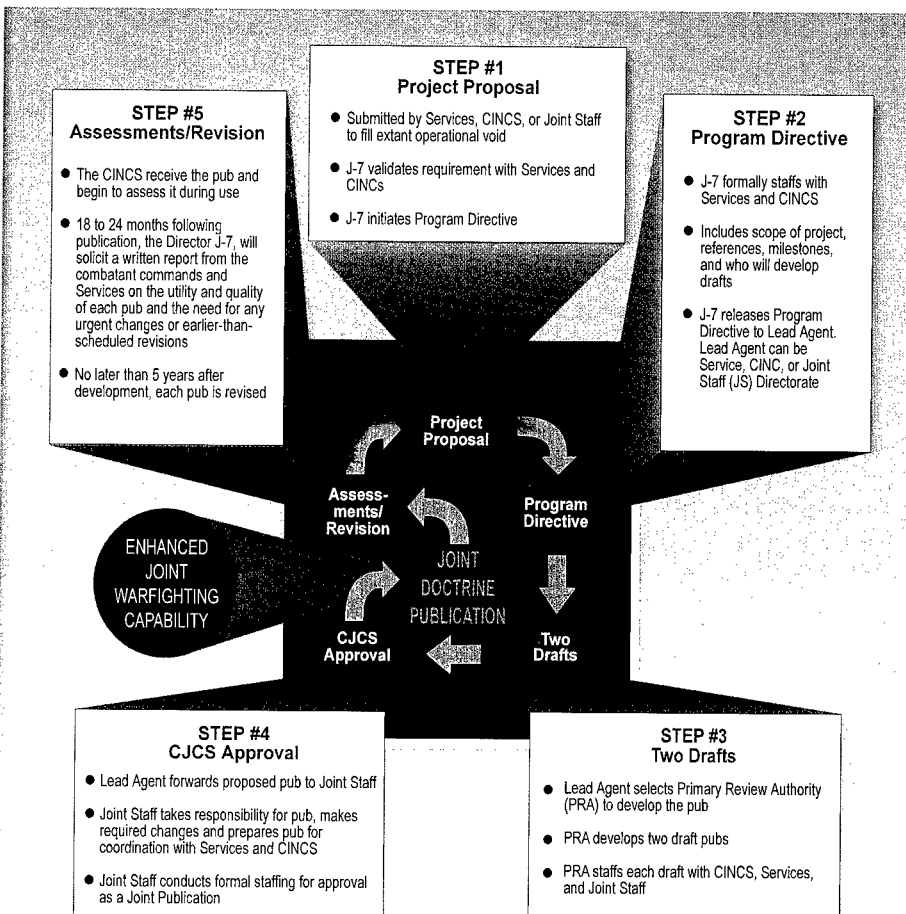 STEP #1
Project Proposal
● Submitted by Services, CINCS, or Joint Staff
to fill extant operational void
● J-7 validates requirement with Services and
CINCs
● J-7 initiates Program Directive
STEP #2
Program Directive
● J-7 formally staffs with
Services and CINCS
● Includes scope of project,
references, milestones,
and who will develop
drafts
● J-7 releases Program
Directive to Lead Agent.
Lead Agent can be
Service, CINC, or Joint
Staff (JS) Directorate
STEP #3
Two Drafts
● Lead Agent selects Primary Review Authority
(PRA) to develop the pub
● PRA develops two draft pubs
● PRA staffs each draft with CINCS, Services,
and Joint Staff
STEP #4
CJCS Approval
● Lead Agent forwards proposed pub to Joint Staff
● Joint Staff takes responsibility for pub, makes
required changes and prepares pub for
coordination with Services and CINCS
● Joint Staff conducts formal staffing for approval
as a Joint Publication
STEP #5
Assessments/Revision
● The CINCS receive the pub and
begin to assess it during use
● 18 to 24 months following
publication, the Director J-7, will
solicit a written report from the
combatant commands and
Services on the utility and quality
of each pub and the need for any
urgent changes or earlier-than-
scheduled revisions
● No later than 5 years after
development, each pub is revised
Project
Proposal
Program
Directive
Two
Drafts
CJCS
Approval
Assess-
ments/
Revision
JOINT
DOCTRINE
PUBLICATION
ENHANCED
JOINT
WARFIGHTING
CAPABILITY